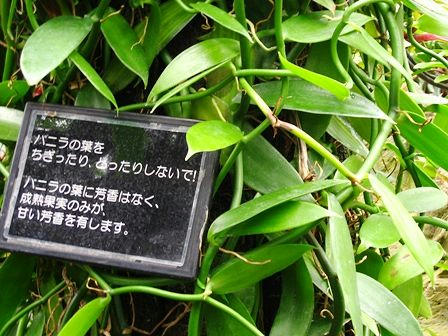 バニラの葉を
ちぎったり、とったりしないで!
バニラの葉に芳香はなく、
成熟果実のみが、
甘い芳香を有します。